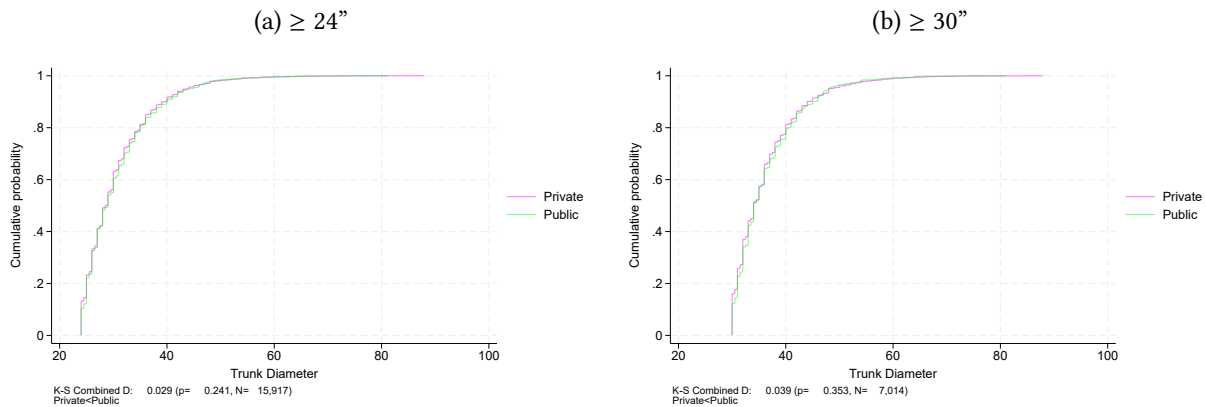 (a) ≥ 24”
Cumulative probability
1
.8
.6
.4
.2
0
20 40 60 80 100
Trunk Diameter
Private
Public
K-S Combined D: 0.029 (p= 0.241, N= 15,917)
Private<Public
(b) ≥ 30”
Cumulative probability
1
.8
.6
.4
.2
0
20 40 60 80 100
Trunk Diameter
Private
Public
K-S Combined D: 0.039 (p= 0.353, N= 7,014)
Private<Public